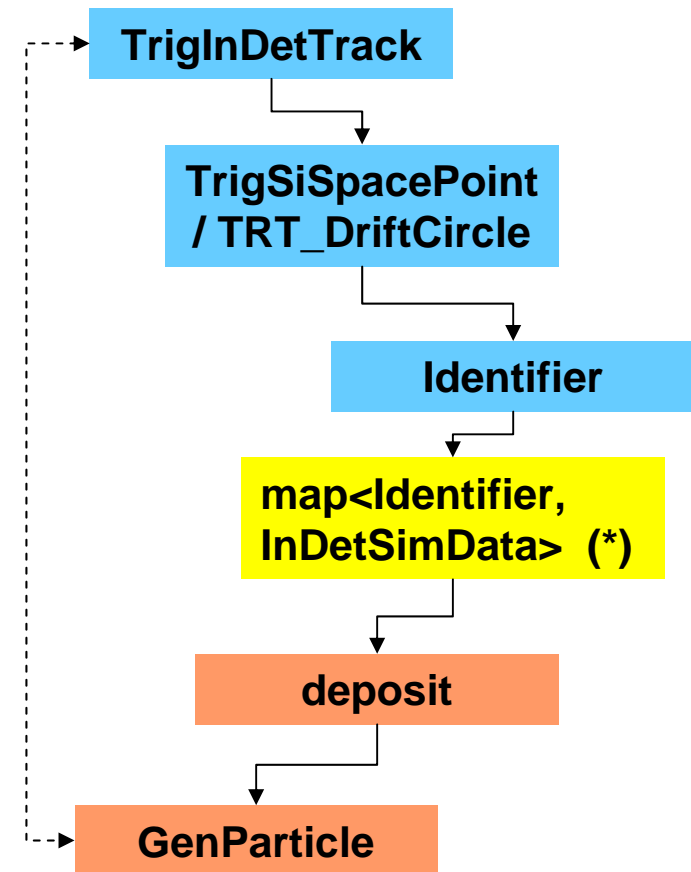 TrigInDetTrack
TrigSiSpacePoint
/ TRT_DriftCircle
Identifier
map<Identifier,
InDetSimData> (*)
deposit
GenParticle